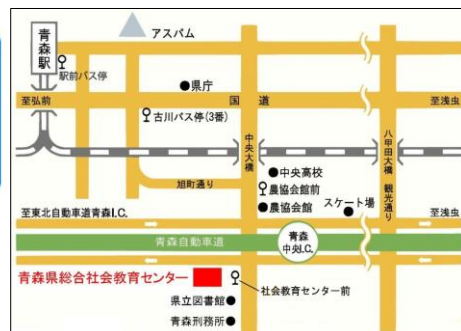 青森駅
アスパム
駅前バス停
県庁
至弘前
国道
至浅虫
古川バス停(3番)
中央大橋
八甲田大橋
観光通り
中央高校
旭町通り
農協会館前
農協会館
スケート場
至東北自動車道青森I.C.
至浅虫
青森自動車道
青森中央I.C.
青森県総合社会教育センター
社会教育センター前
県立図書館
青森刑務所